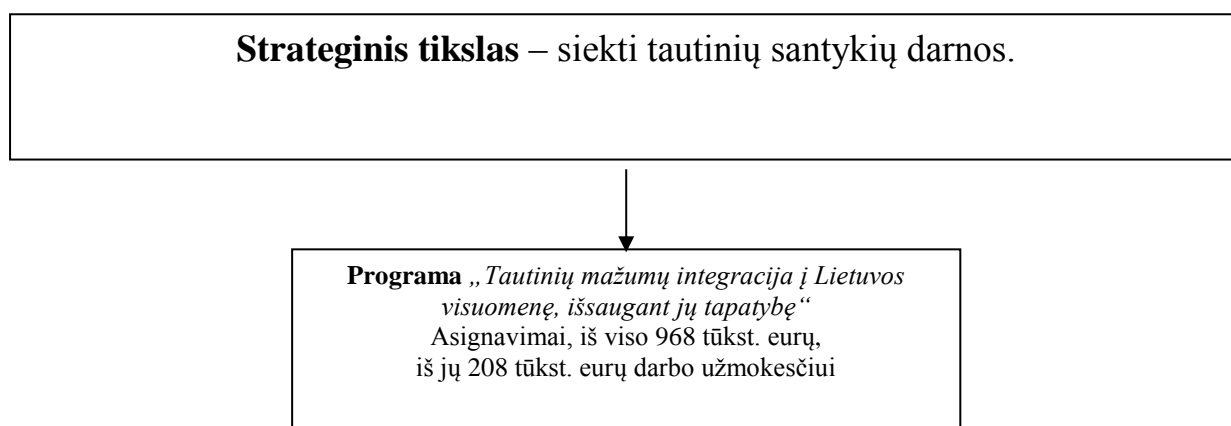 Strateginis tikslas – siekti tautinių santykių darnos.
Programa „Tautinių mažumų integracija į Lietuvos
visuomenę, išsaugant jų tapatybę“
Asignavimai, iš viso 968 tūkst. eurų,
iš jų 208 tūkst. eurų darbo užmokesčiui